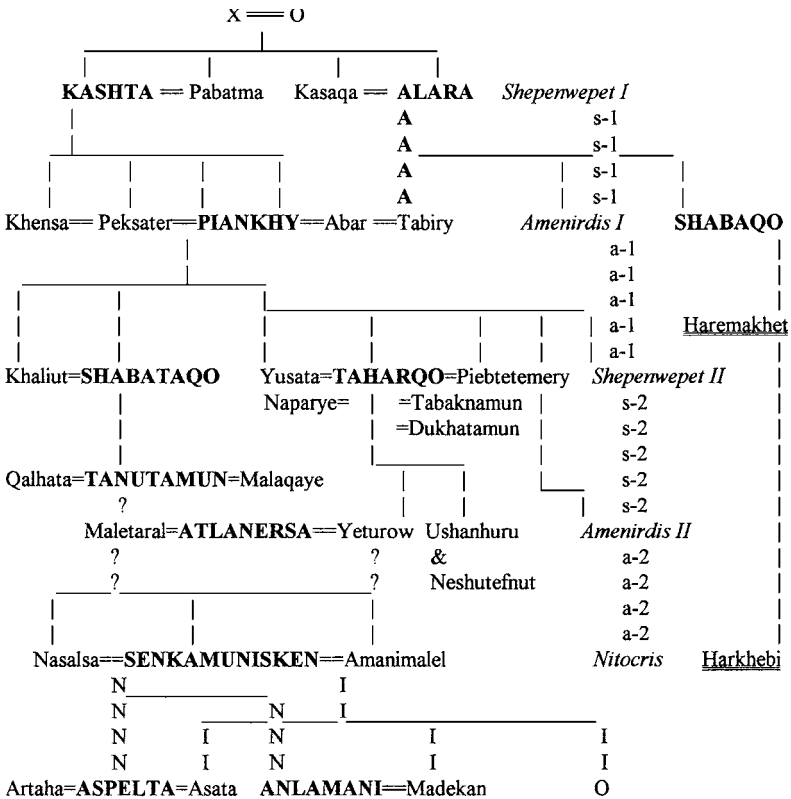 X = O
KASHTA = Pabatma Kasaqa = ALARA Shepenwepet I
A s-1
A s-1
A s-1
A s-1
Khensa= Peksater=PIANKHY=Abar =Tabiry Amenirdis I SHABAQO
a-1
a-1
a-1
a-1 Haremakhet
a-1
Khaliut=SHABATAQO Yusata=TAHARQO=Piebtetemery Shepenwepet II
Naparye= =Tabaknamun s-2
=Dukhatamun s-2
s-2
Qalhata=TANUTAMUN=Malaqaye s-2
? s-2
Maletaral=ATLANERSA=Yeturow Ushanhuru Amenirdis II
? ? & a-2
? ? Neshutefnut a-2
a-2
a-2
Nasalsa=SENKAMUNISKEN=Amanimalel Nitocris Harkhebi
N I
N N I
N I N I I
N I N I I
Artaha=ASPELTA=Asata ANLAMANI=Madekan O